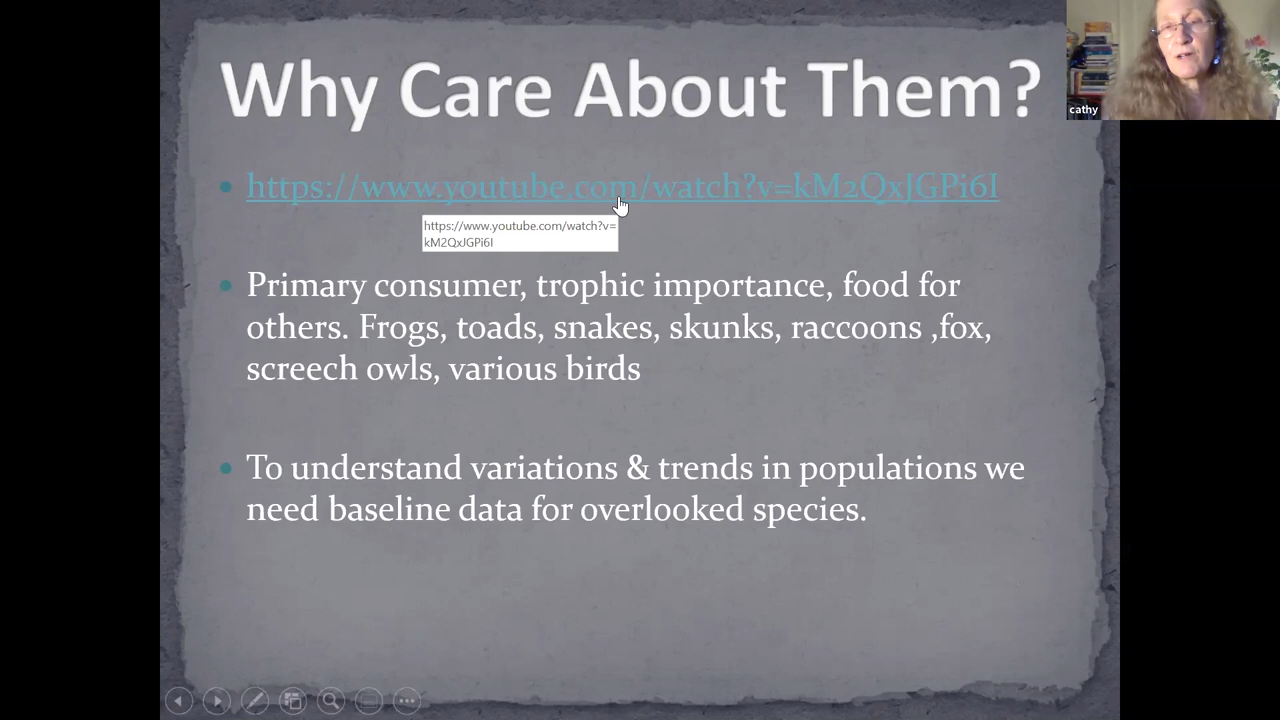 Why Care About Them?
cathy
https://www.youtube.com/watch?v=kM2QxJGPi6I
https://www.youtube.com/watch?v=
kM2QxJGPi6I
Primary consumer, trophic importance, food for
others. Frogs, toads, snakes, skunks, raccoons ,fox,
screech owls, various birds
To understand variations & trends in populations we
need baseline data for overlooked species.